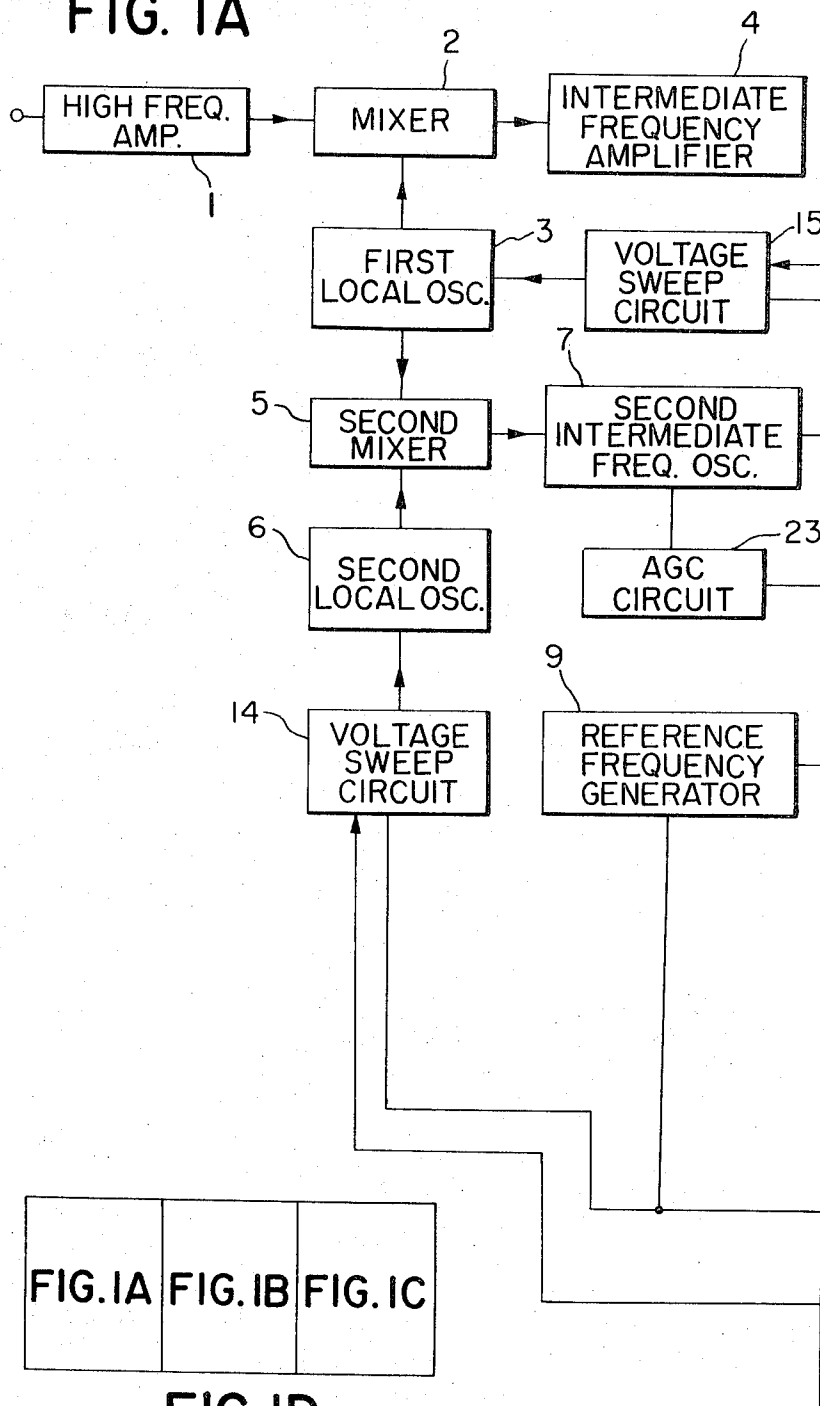 FIG. 1A
2
4
HIGH FREQ.
AMP.
1
MIXER
INTERMEDIATE
FREQUENCY
AMPLIFIER
3
15
FIRST
LOCAL OSC.
VOLTAGE
SWEEP
CIRCUIT
7
5
SECOND
MIXER
SECOND
INTERMEDIATE
FREQ. OSC.
6
23
SECOND
LOCAL OSC.
AGC
CIRCUIT
9
14
VOLTAGE
SWEEP
CIRCUIT
REFERENCE
FREQUENCY
GENERATOR
FIG. 1A
FIG. 1B
FIG. 1C
FIG. 1D